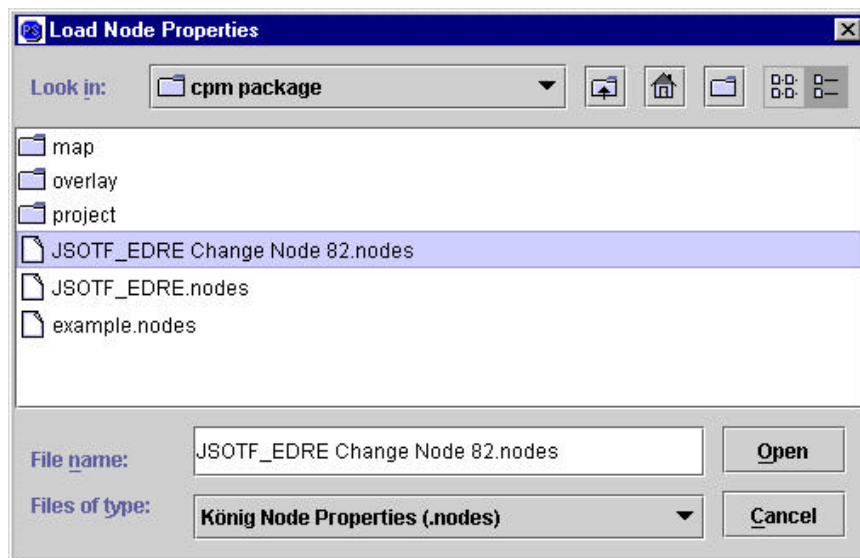 PS Load Node Properties
Look in: cpm package
map
overlay
project
JSOTF_EDRE Change Node 82.nodes
JSOTF_EDRE.nodes
example.nodes
File name: JSOTF_EDRE Change Node 82.nodes Open
Files of type: König Node Properties (.nodes) Cancel